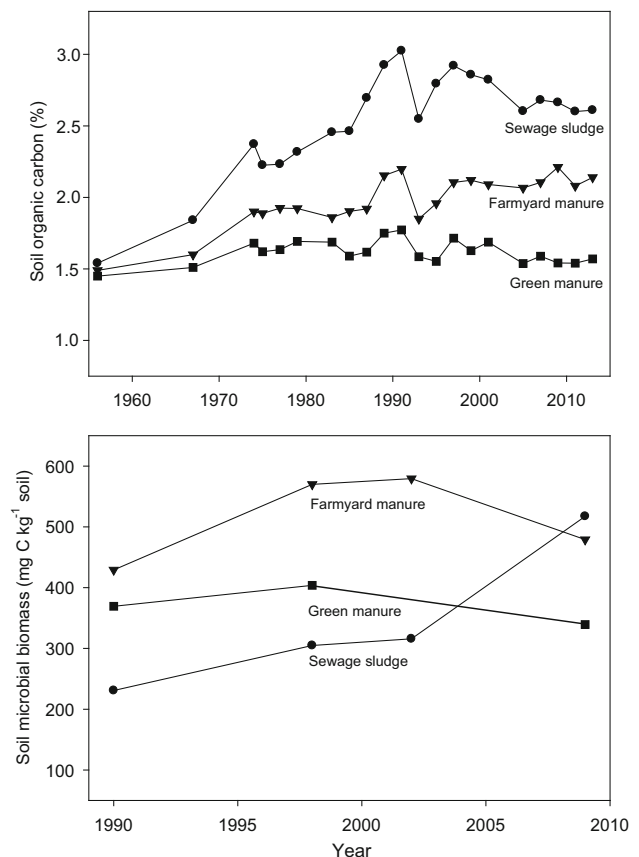 Soil organic carbon (%)
3.0
2.5
2.0
1.5
1.0
Sewage sludge
Farmyard manure
Green manure
1960 1970 1980 1990 2000 2010
Soil microbial biomass (mg C kg⁻¹ soil)
600
500
400
300
200
100
Farmyard manure
Green manure
Sewage sludge
1990 1995 2000 2005 2010
Year